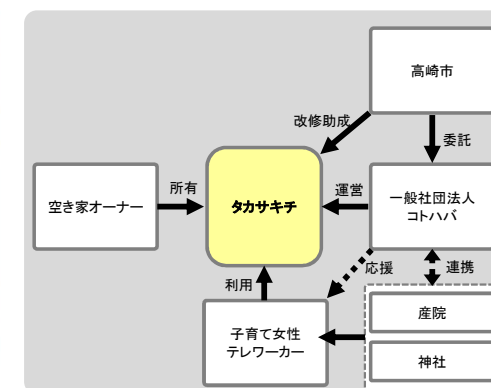 高崎市
改修助成
委託
空き家オーナー
所有
タカサキチ
運営
一般社団法人
コトハバ
利用
応援
連携
子育て女性
テレワーカー
産院
神社